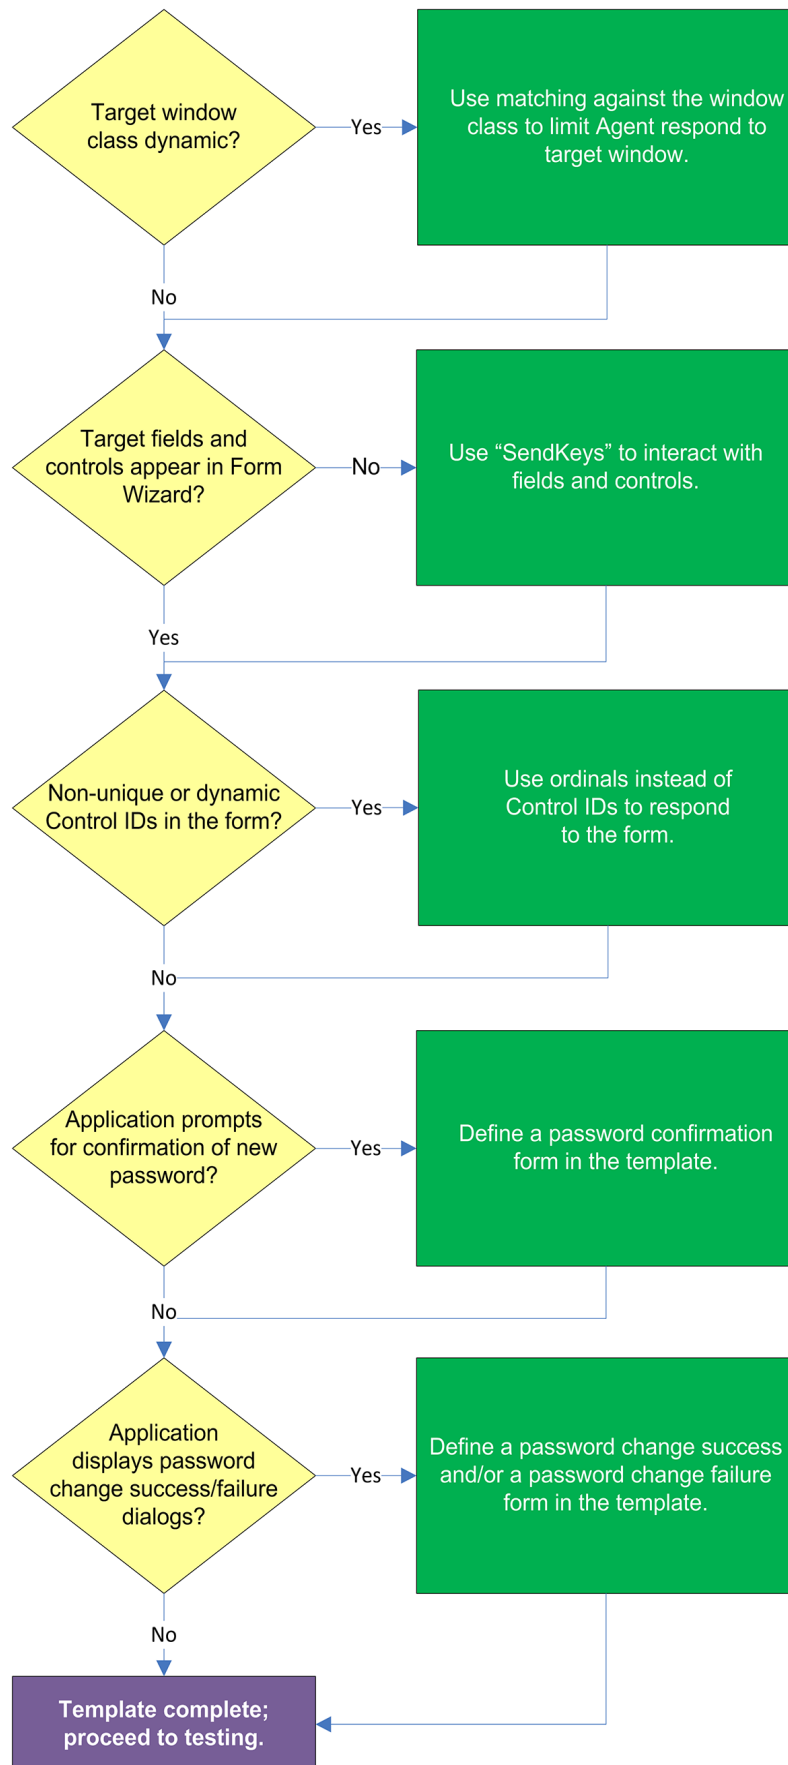 Target window
class dynamic?
Yes
Use matching against the window
class to limit Agent respond to
target window.
No
Target fields and
controls appear in Form
Wizard?
No
Use “SendKeys” to interact with
fields and controls.
Yes
Non-unique or dynamic
Control IDs in the form?
Yes
Use ordinals instead of
Control IDs to respond
to the form.
No
Application prompts
for confirmation of new
password?
Yes
Define a password confirmation
form in the template.
No
Application
displays password
change success/failure
dialogs?
Yes
Define a password change success
and/or a password change failure
form in the template.
No
Template complete;
proceed to testing.